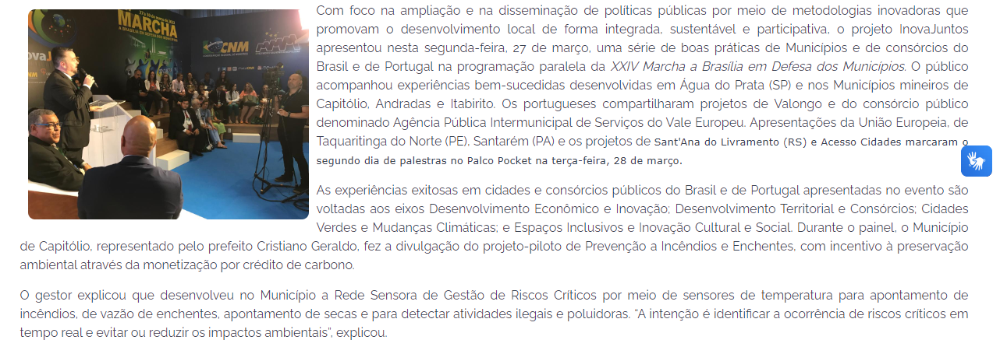 27 a 30 de março de 2023
MARCHA
A BRASÍLIA EM DEFESA DOS MUNICÍPIOS
CNM
Com foco na ampliação e na disseminação de políticas públicas por meio de metodologias inovadoras que
promovam o desenvolvimento local de forma integrada, sustentável e participativa, o projeto InovaJuntos
apresentou nesta segunda-feira, 27 de março, uma série de boas práticas de Municípios e de consórcios do
Brasil e de Portugal na programação paralela da XXIV Marcha a Brasília em Defesa dos Municípios. O público
acompanhou experiências bem-sucedidas desenvolvidas em Água do Prata (SP) e nos Municípios mineiros de
Capitólio, Andradas e Itabirito. Os portugueses compartilharam projetos de Valongo e do consórcio público
denominado Agência Pública Intermunicipal de Serviços do Vale Europeu. Apresentações da União Europeia, de
Taquaritinga do Norte (PE), Santarém (PA) e os projetos de Sant'Ana do Livramento (RS) e Acesso Cidades marcaram o
segundo dia de palestras no Palco Pocket na terça-feira, 28 de março.
As experiências exitosas em cidades e consórcios públicos do Brasil e de Portugal apresentadas no evento são
voltadas aos eixos Desenvolvimento Econômico e Inovação; Desenvolvimento Territorial e Consórcios; Cidades
Verdes e Mudanças Climáticas; e Espaços Inclusivos e Inovação Cultural e Social. Durante o painel, o Município
de Capitólio, representado pelo prefeito Cristiano Geraldo, fez a divulgação do projeto-piloto de Prevenção a Incêndios e Enchentes, com incentivo à preservação
ambiental através da monetização por crédito de carbono.
O gestor explicou que desenvolveu no Município a Rede Sensora de Gestão de Riscos Críticos por meio de sensores de temperatura para apontamento de
incêndios, de vazão de enchentes, apontamento de secas e para detectar atividades ilegais e poluidoras. “A intenção é identificar a ocorrência de riscos críticos em
tempo real e evitar ou reduzir os impactos ambientais”, explicou.